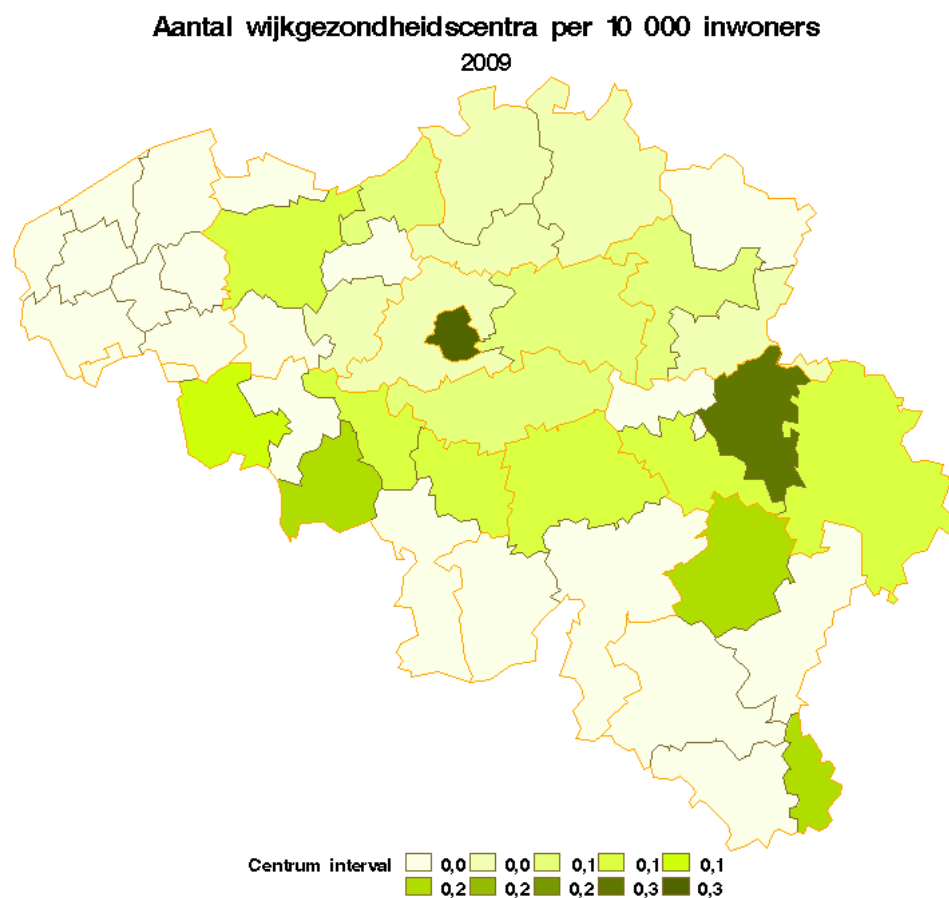 Aantal wijkgezondheidscentra per 10 000 inwoners
2009
Centrum interval 0,0 0,0 0,1 0,1 0,1
0,2 0,2 0,2 0,3 0,3